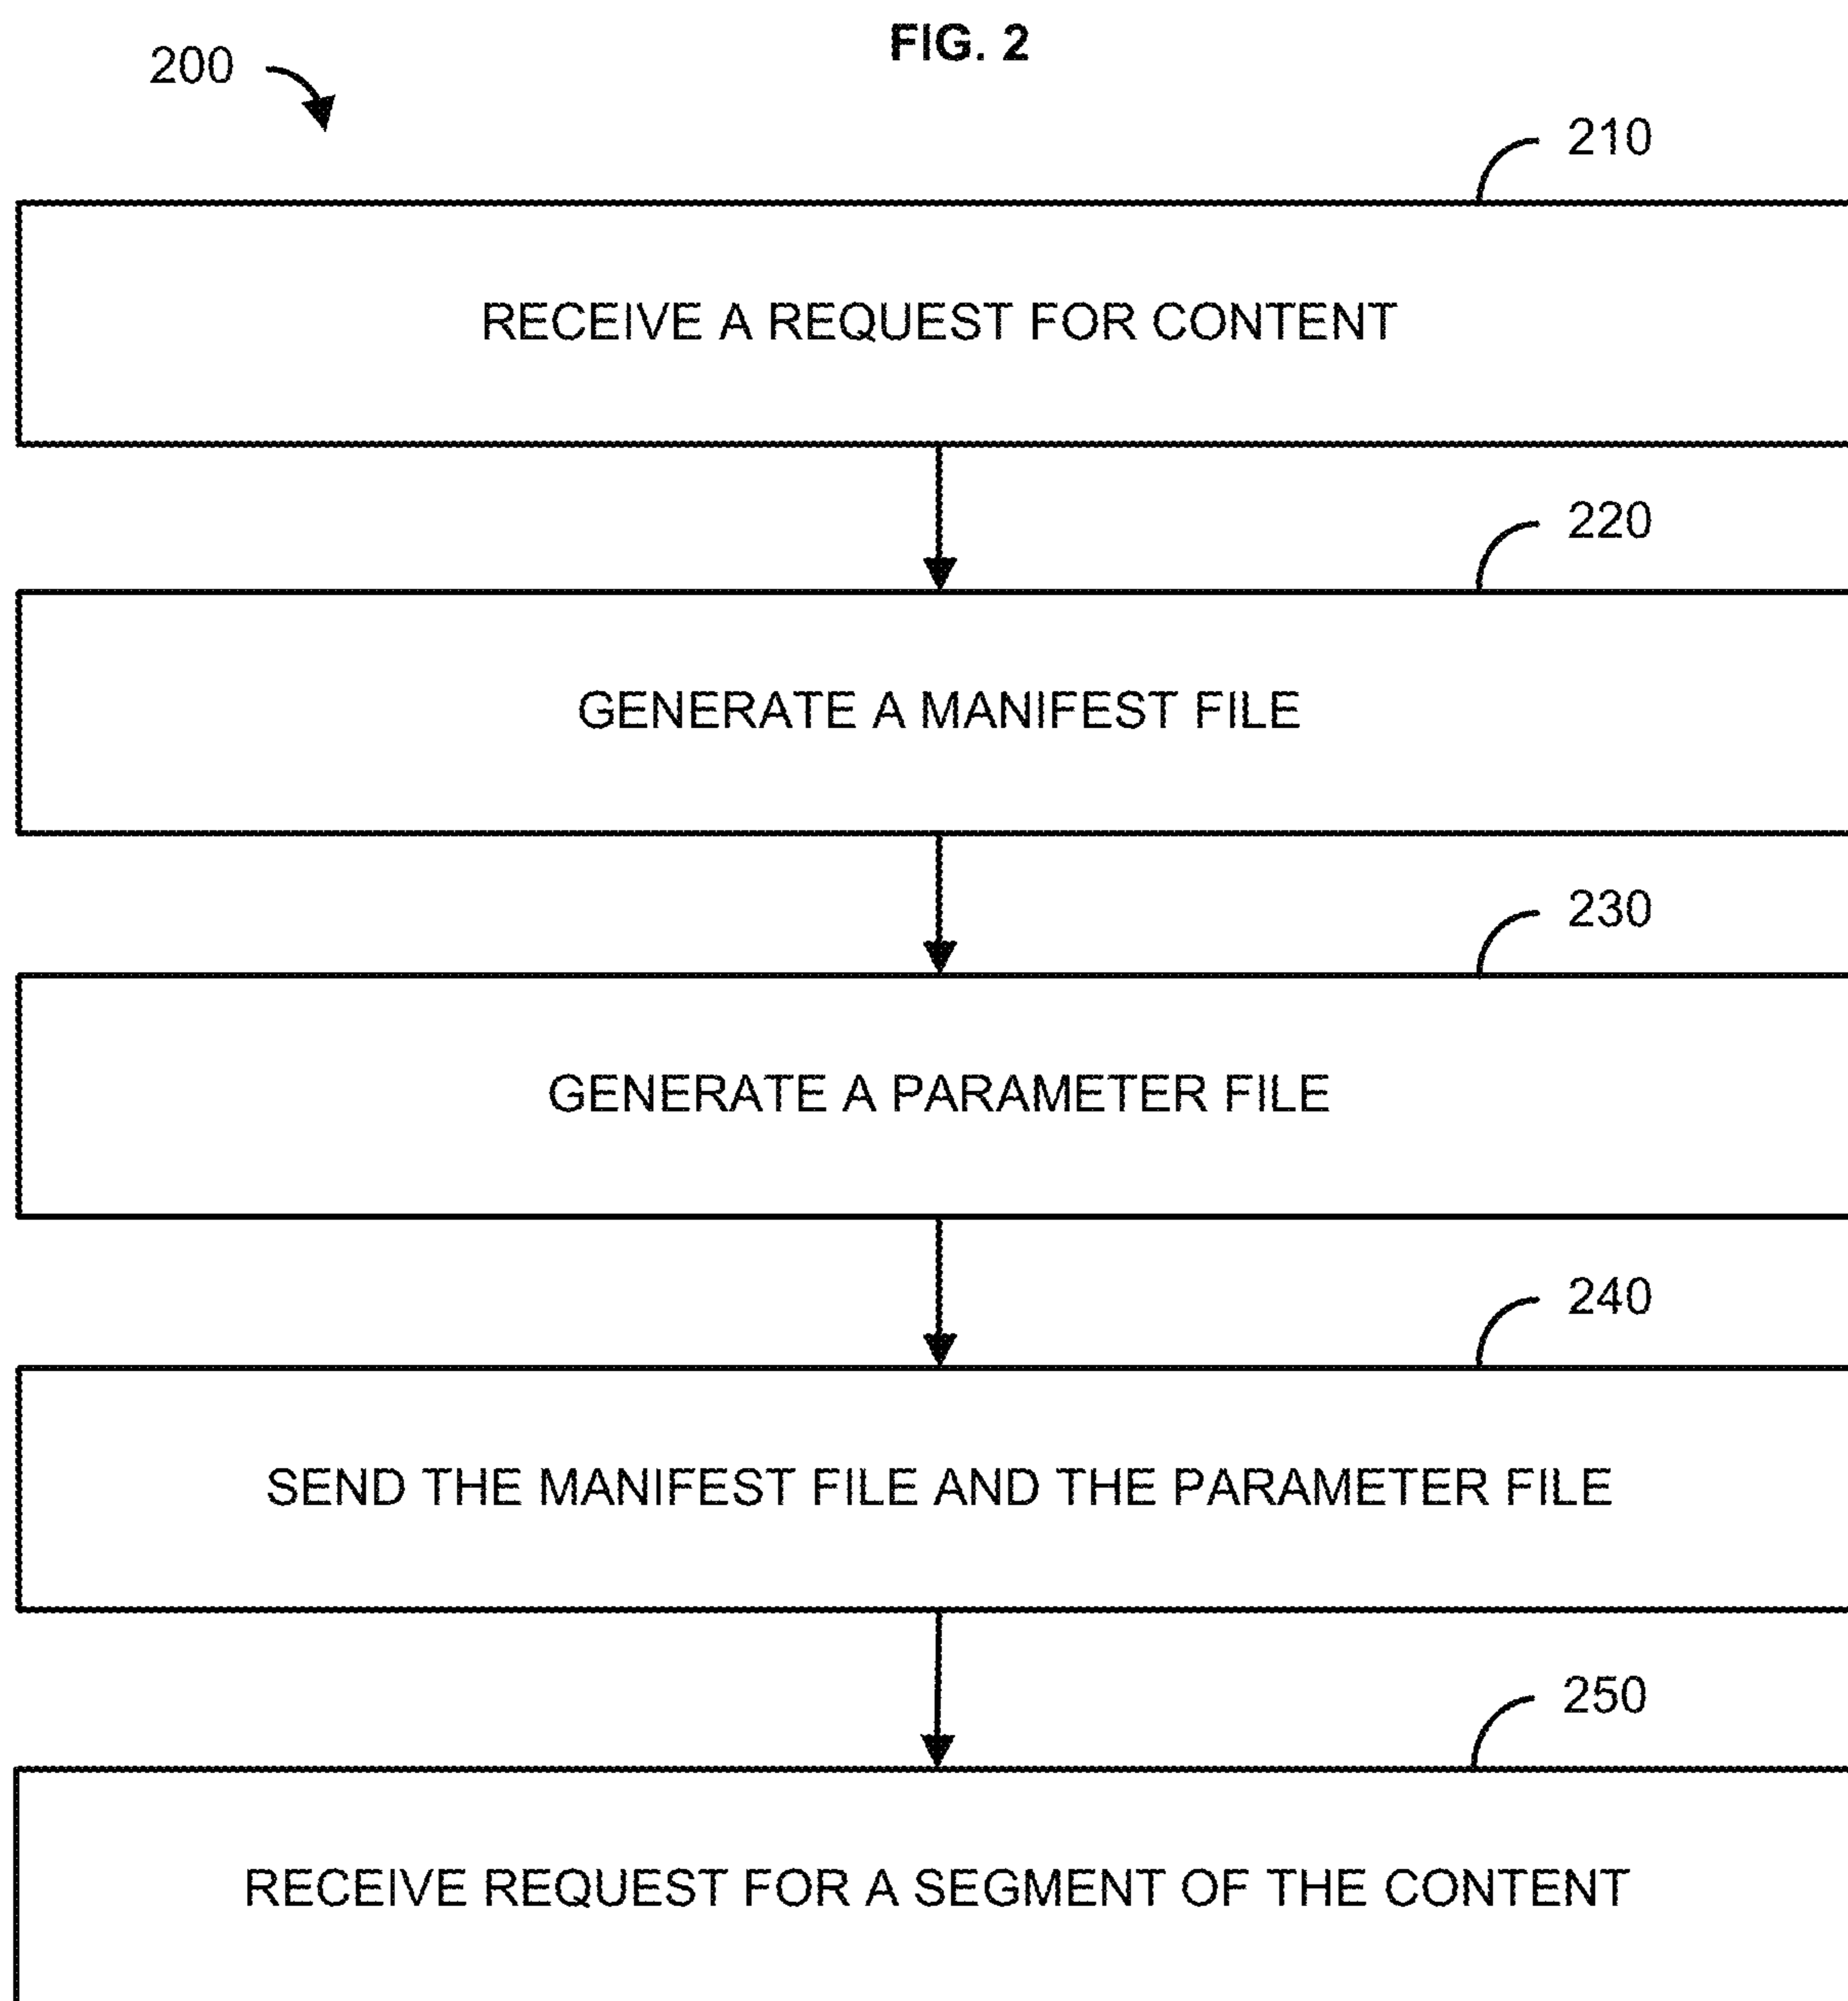 FIG. 2
200
210
RECEIVE A REQUEST FOR CONTENT
220
GENERATE A MANIFEST FILE
230
GENERATE A PARAMETER FILE
240
SEND THE MANIFEST FILE AND THE PARAMETER FILE
250
RECEIVE REQUEST FOR A SEGMENT OF THE CONTENT